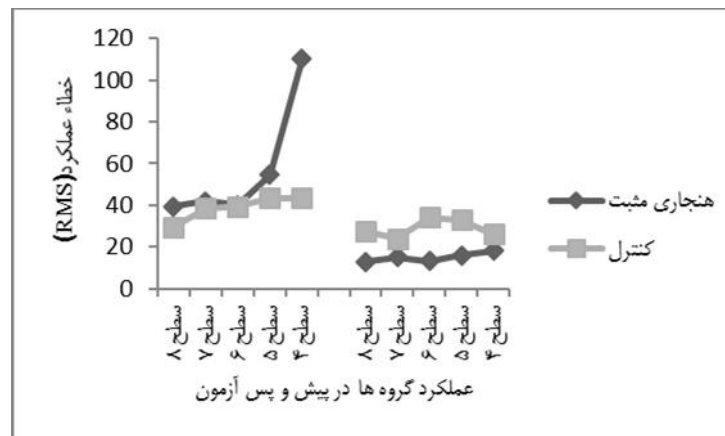 خطاء عملکرد(RMS)
120
100
80
60
40
20
0
سطح ۸
سطح ۷
سطح ۶
سطح ۵
سطح ۴
سطح ۸
سطح ۷
سطح ۶
سطح ۵
سطح ۴
عملکرد گروه ها در پیش و پس آزمون
هنجاری مثبت
کنترل